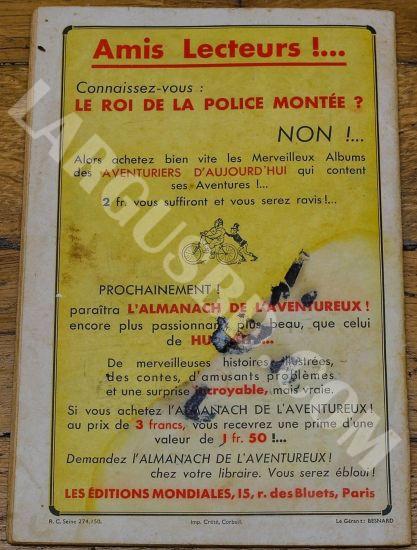 Amis Lecteurs !...
Connaissez-vous :
LE ROI DE LA POLICE MONTÉE ?
NON !...
Alors achetez bien vite les Merveilleux Albums
des AVENTURIERS D'AUJOURD'HUI qui content
ses Aventures !...
2 fr. vous suffiront et vous serez ravis !...
PROCHAINEMENT !
paraîtra L'ALMANACH DE L'AVENTUREUX !
encore plus passionnant, plus beau, que celui
de HU
De merveilleuses histoires illustrées,
des contes, d'amusants problèmes
et une surprise incroyable, mais vraie.
Si vous achetez l'ALMANACH DE L'AVENTUREUX !
au prix de 3 francs, vous recevrez une prime d'une
valeur de 1 fr. 50 !...
Demandez l'ALMANACH DE L'AVENTUREUX !
chez votre libraire. Vous serez ébloui !
LES ÉDITIONS MONDIALES, 15, r. des Bluets, Paris
R. C. Seine 274.150.
Imp. Crété, Corbeil.
Le Gérant : BESNARD